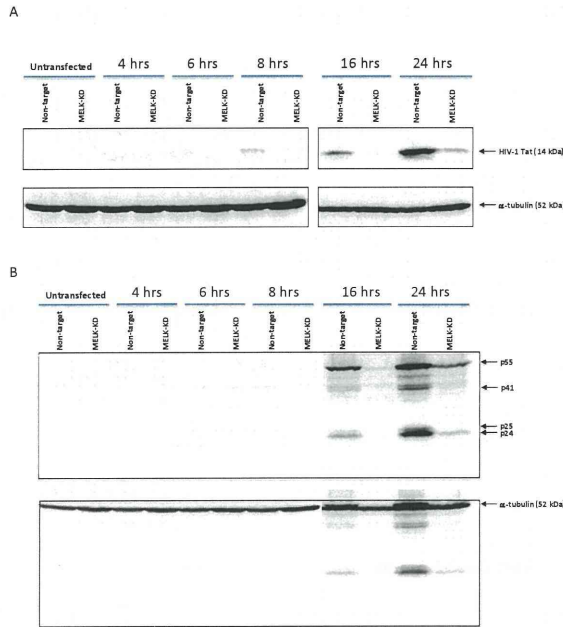 A
Untransfected 4 hrs 6 hrs 8 hrs 16 hrs 24 hrs
Non-target MELK-KD Non-target MELK-KD Non-target MELK-KD Non-target MELK-KD Non-target MELK-KD Non-target MELK-KD
HIV-1 Tat (14 kDa)
α-tubulin (52 kDa
B
Untransfected 4 hrs 6 hrs 8 hrs 16 hrs 24 hrs
Non-target MELK-KD Non-target MELK-KD Non-target MELK-KD Non-target MELK-KD Non-target MELK-KD Non-target MELK-KD
p55
p41
p25
p24
α-tubulin (52 kDa